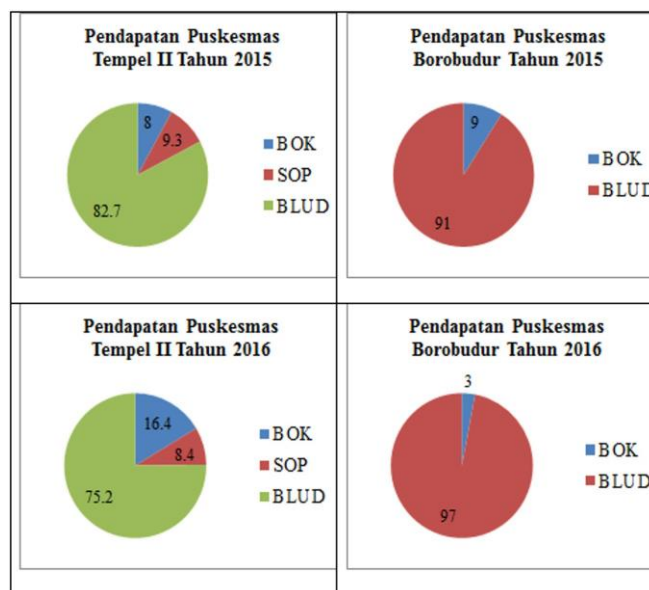 Pendapatan Puskesmas
Tempel II Tahun 2015
8
9.3
82.7
BOK
SOP
BLUD
Pendapatan Puskesmas
Borobudur Tahun 2015
9
91
BOK
BLUD
Pendapatan Puskesmas
Tempel II Tahun 2016
16.4
8.4
75.2
BOK
SOP
BLUD
Pendapatan Puskesmas
Borobudur Tahun 2016
3
97
BOK
BLUD